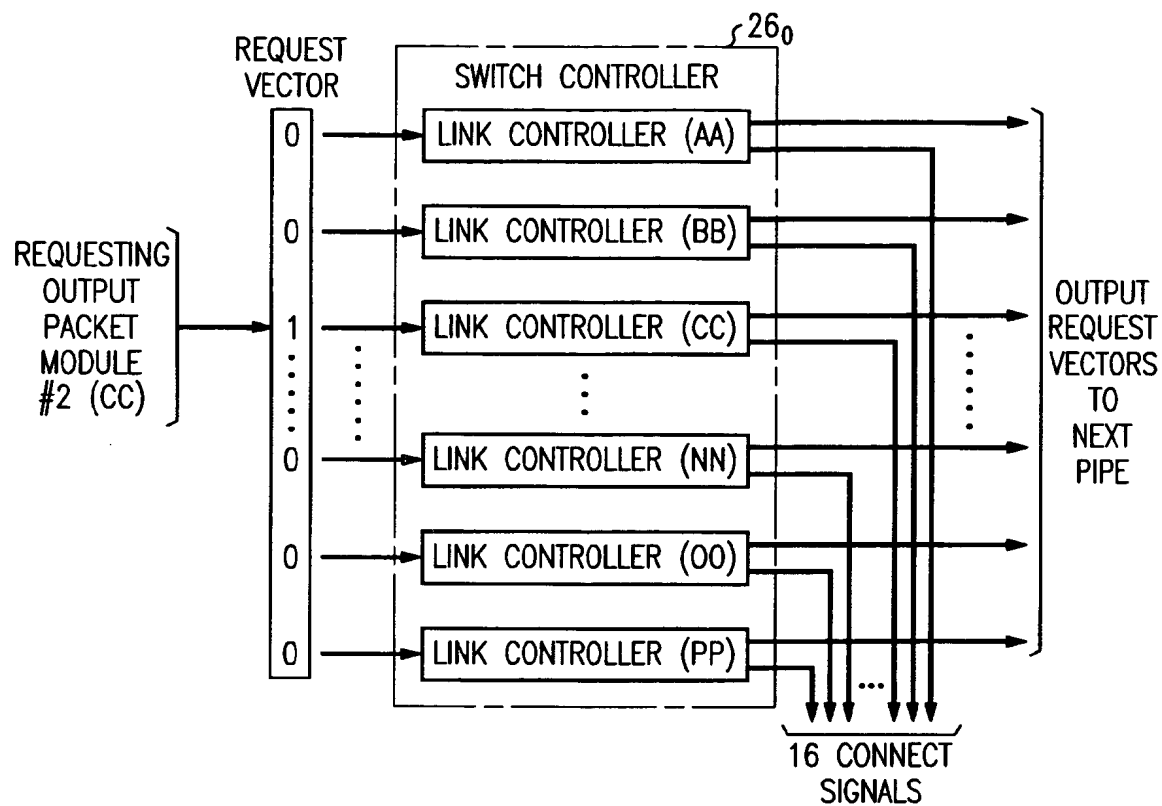 26₀
REQUEST
VECTOR
SWITCH CONTROLLER
0
LINK CONTROLLER (AA)
0
LINK CONTROLLER (BB)
REQUESTING
OUTPUT
PACKET
MODULE
#2 (CC)
1
LINK CONTROLLER (CC)
OUTPUT
REQUEST
VECTORS
TO
NEXT
PIPE
0
LINK CONTROLLER (NN)
0
LINK CONTROLLER (OO)
0
LINK CONTROLLER (PP)
16 CONNECT
SIGNALS